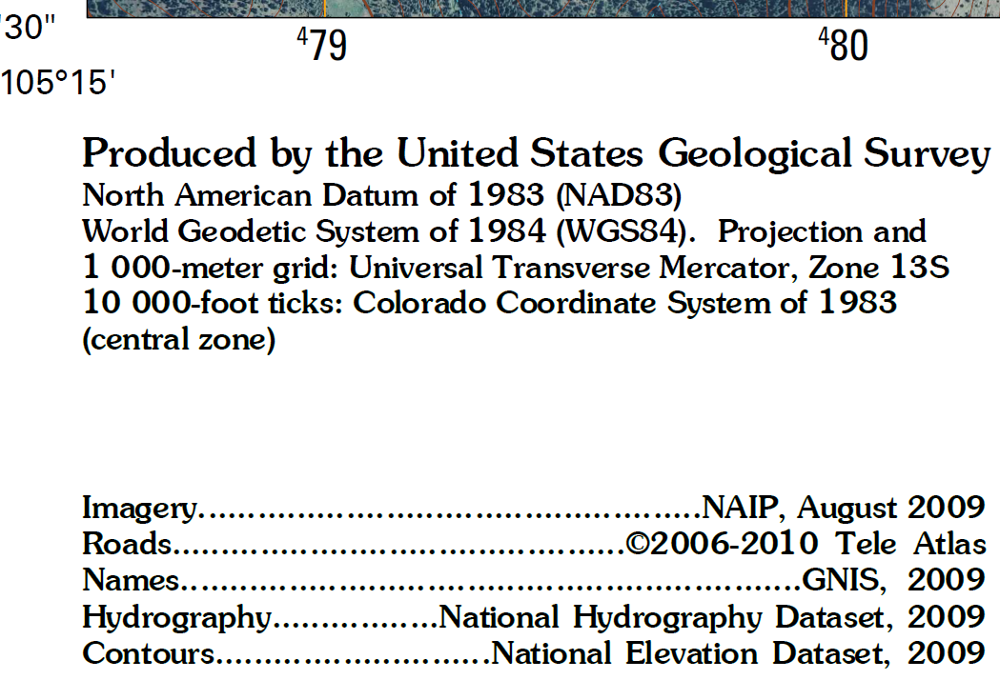 '30"
⁴79 ⁴80
105°15'
Produced by the United States Geological Survey
North American Datum of 1983 (NAD83)
World Geodetic System of 1984 (WGS84).  Projection and
1 000-meter grid: Universal Transverse Mercator, Zone 13S
10 000-foot ticks: Colorado Coordinate System of 1983
(central zone)
Imagery..............................................NAIP, August 2009
Roads..........................................©2006-2010 Tele Atlas
Names.........................................................GNIS, 2009
Hydrography................National Hydrography Dataset, 2009
Contours..........................National Elevation Dataset, 2009